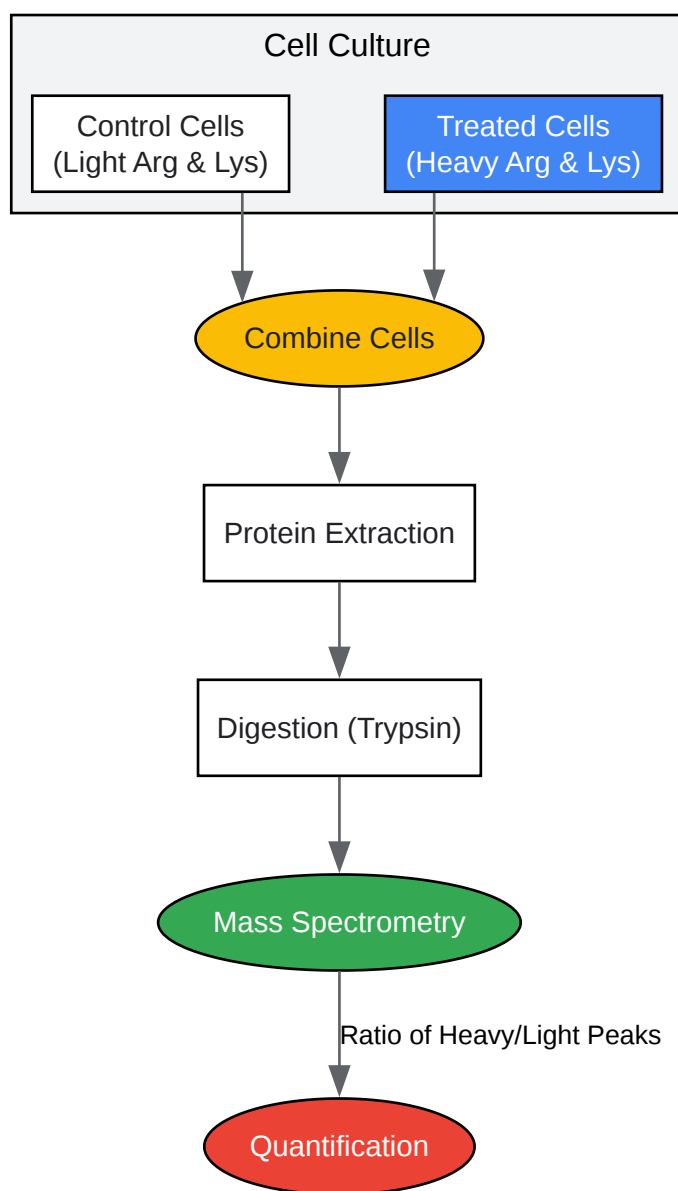 Cell Culture
Control Cells
(Light Arg & Lys)
Treated Cells
(Heavy Arg & Lys)
Combine Cells
Protein Extraction
Digestion (Trypsin)
Mass Spectrometry
Ratio of Heavy/Light Peaks
Quantification